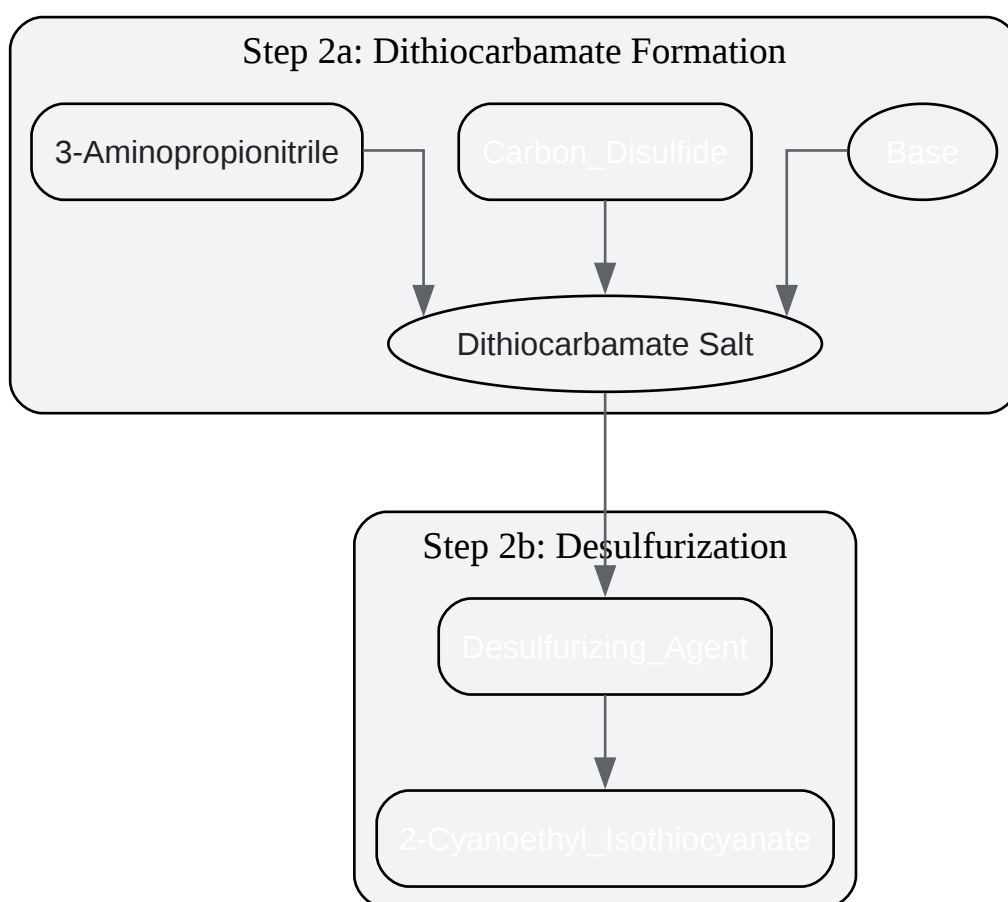 Step 2a: Dithiocarbamate Formation
3-Aminopropionitrile
Carbon_Disulfide
Base
Dithiocarbamate Salt
Step 2b: Desulfurization
Desulfurizing_Agent
2-Cyanoethyl_Isothiocyanate